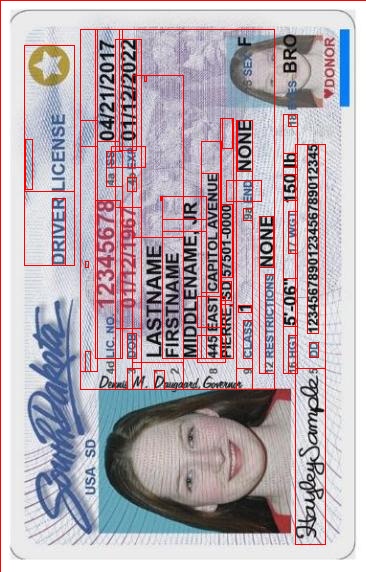 South Dakota
DRIVER LICENSE
USA SD
4d LIC. NO. 12345678
4a ISS 04/21/2017
3 DOB 01/12/1967
4b EXP 01/12/2022
1 LASTNAME
2 FIRSTNAME
MIDDLENAME, JR
8 445 EAST CAPITOL AVENUE
PIERRE, SD 57501-0000
9 CLASS 1
9a END NONE
15 SEX F
12 RESTRICTIONS NONE
16 HGT 5'-06"
17 WGT 150 lb
18 EYES BRO
5 DD 1234567890123456789012345
♥DONOR
Dennis M. Daugaard, Governor
Hayley Sample